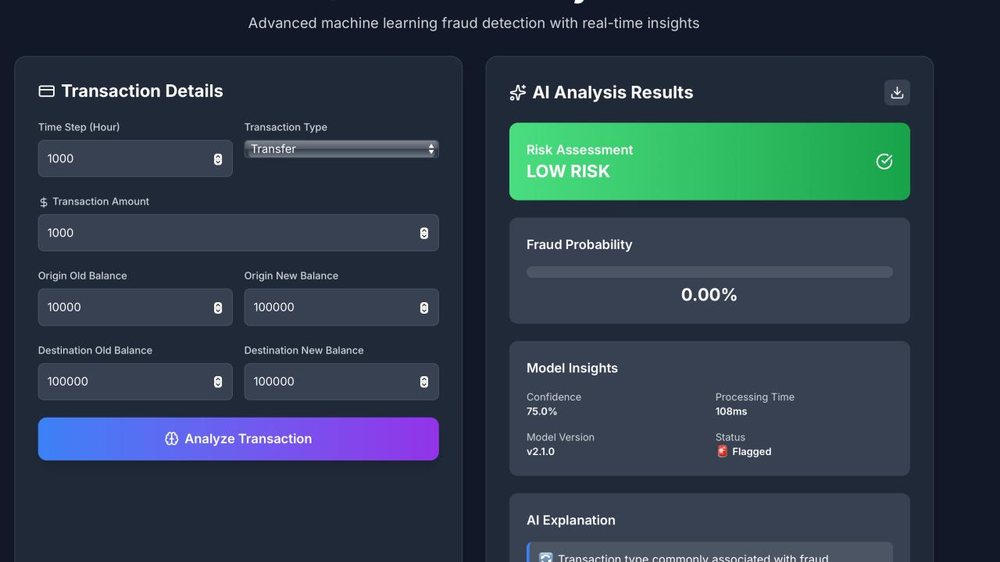 Advanced machine learning fraud detection with real-time insights
Transaction Details
Time Step (Hour)
Transaction Type
1000
Transfer
Transaction Amount
1000
Origin Old Balance
Origin New Balance
10000
100000
Destination Old Balance
Destination New Balance
100000
100000
Analyze Transaction
AI Analysis Results
Risk Assessment
LOW RISK
Fraud Probability
0.00%
Model Insights
Confidence
Processing Time
75.0%
108ms
Model Version
Status
v2.1.0
🚨 Flagged
AI Explanation
🔄 Transaction type commonly associated with fraud